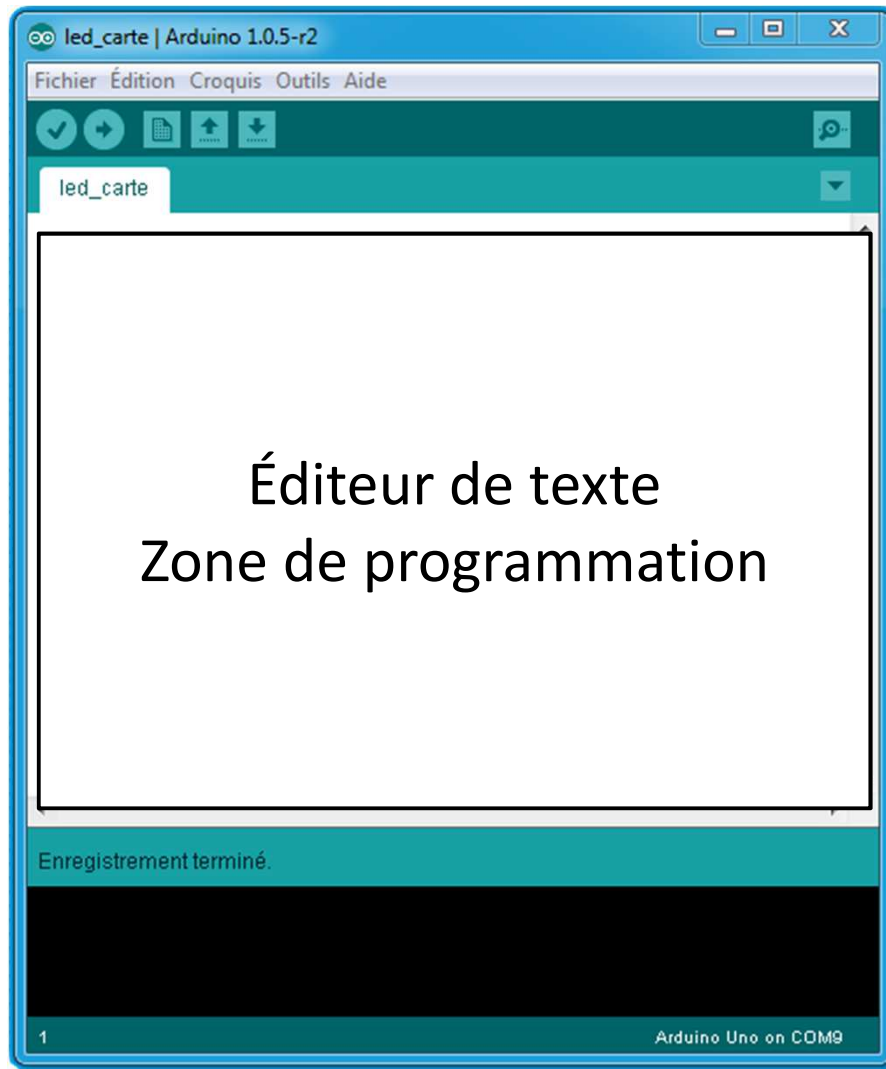 led_carte | Arduino 1.0.5-r2
Fichier Édition Croquis Outils Aide
led_carte
Éditeur de texte
Zone de programmation
Enregistrement terminé.
1 Arduino Uno on COM9